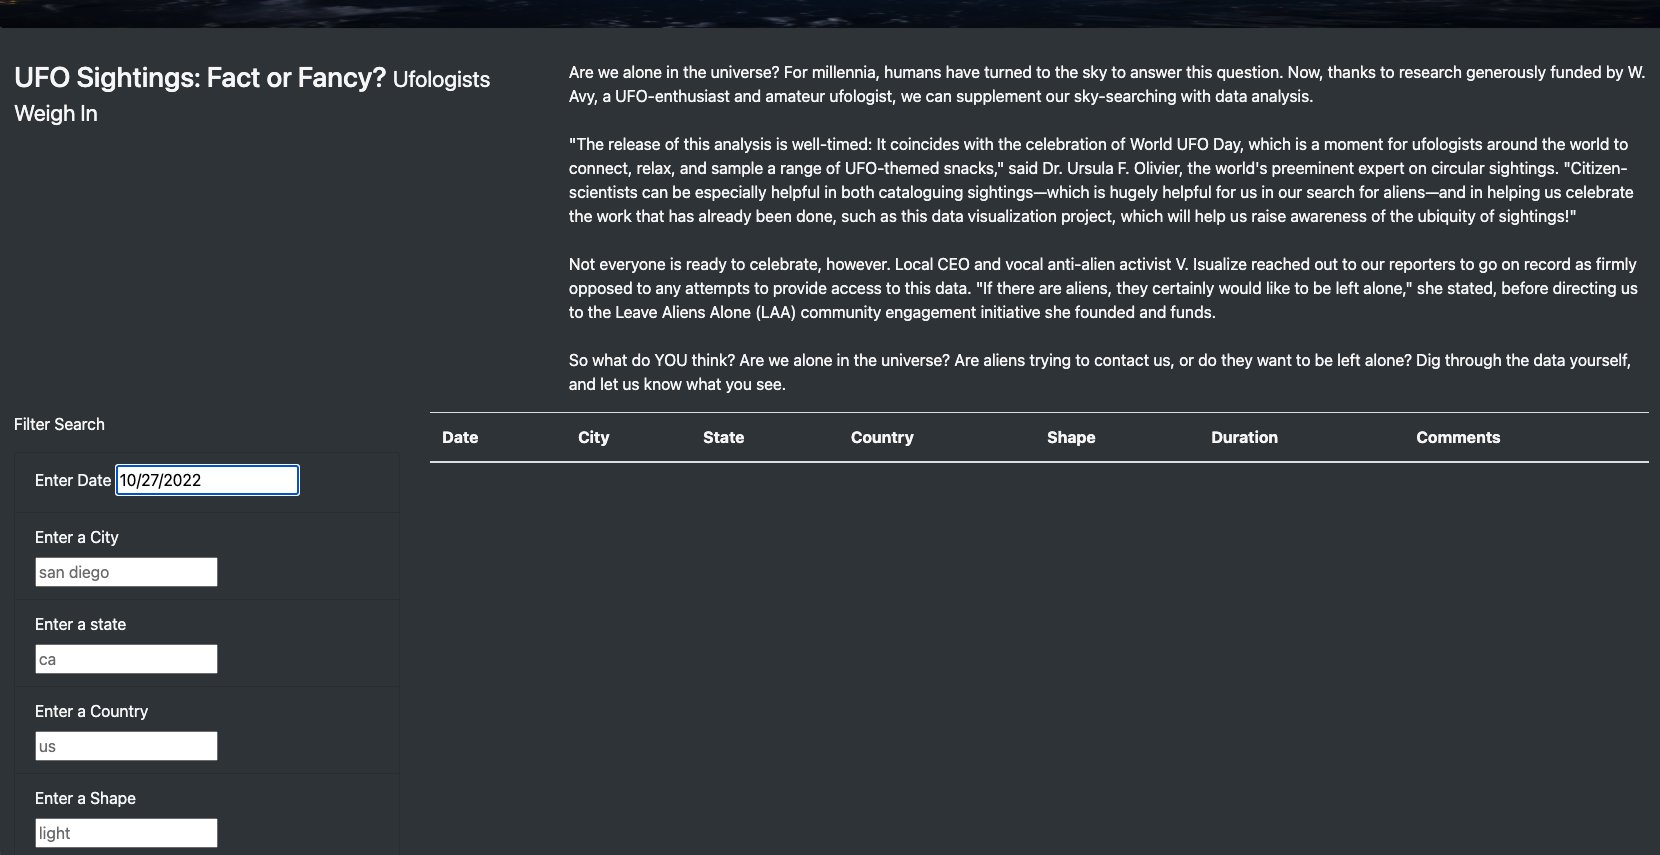 UFO Sightings: Fact or Fancy? Ufologists
Weigh In
Are we alone in the universe? For millennia, humans have turned to the sky to answer this question. Now, thanks to research generously funded by W.
Avy, a UFO-enthusiast and amateur ufologist, we can supplement our sky-searching with data analysis.
"The release of this analysis is well-timed: It coincides with the celebration of World UFO Day, which is a moment for ufologists around the world to
connect, relax, and sample a range of UFO-themed snacks," said Dr. Ursula F. Olivier, the world's preeminent expert on circular sightings. "Citizen-
scientists can be especially helpful in both cataloguing sightings—which is hugely helpful for us in our search for aliens—and in helping us celebrate
the work that has already been done, such as this data visualization project, which will help us raise awareness of the ubiquity of sightings!"
Not everyone is ready to celebrate, however. Local CEO and vocal anti-alien activist V. Isualize reached out to our reporters to go on record as firmly
opposed to any attempts to provide access to this data. "If there are aliens, they certainly would like to be left alone," she stated, before directing us
to the Leave Aliens Alone (LAA) community engagement initiative she founded and funds.
So what do YOU think? Are we alone in the universe? Are aliens trying to contact us, or do they want to be left alone? Dig through the data yourself,
and let us know what you see.
Filter Search
Enter Date 10/27/2022
Enter a City
san diego
Enter a state
ca
Enter a Country
us
Enter a Shape
light
Date City State Country Shape Duration Comments